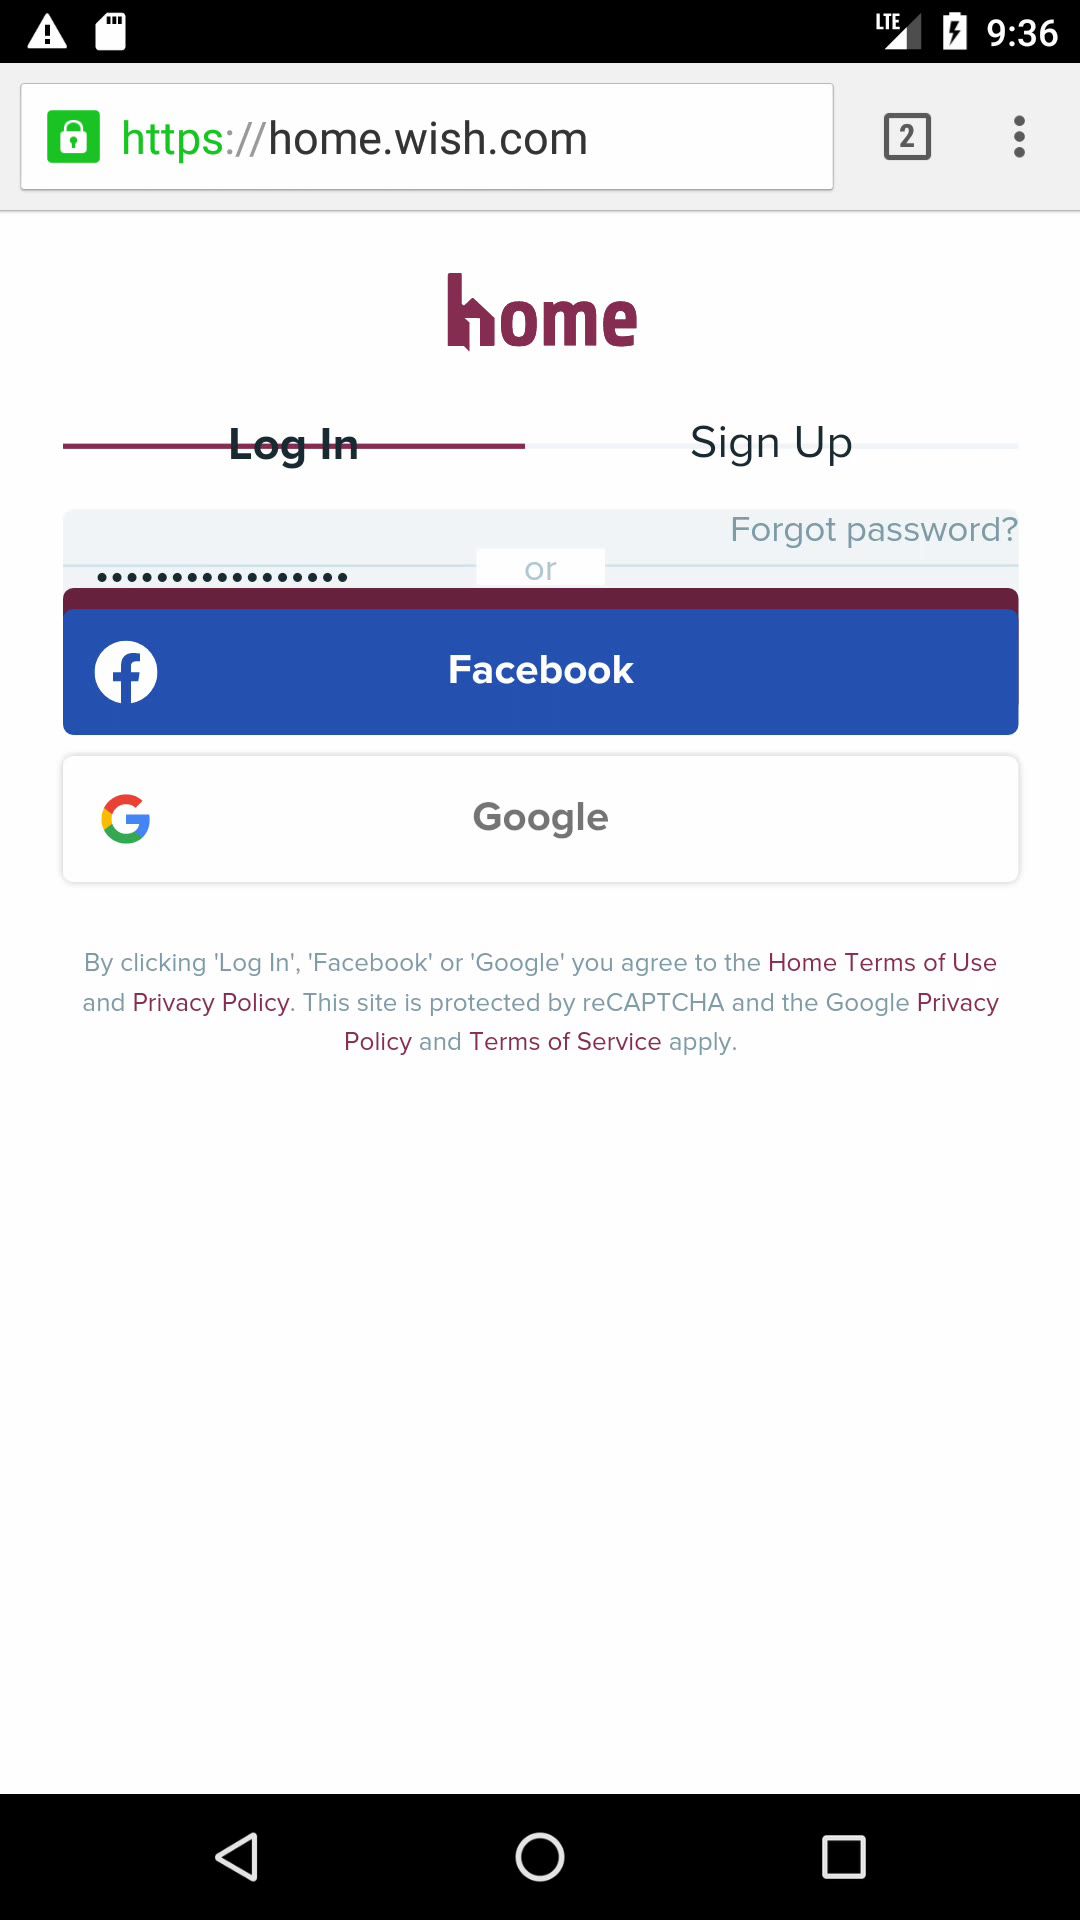 LTE 9:36
https://home.wish.com 2
home
Log In Sign Up
Forgot password?
or
Facebook
Google
By clicking 'Log In', 'Facebook' or 'Google' you agree to the Home Terms of Use
and Privacy Policy. This site is protected by reCAPTCHA and the Google Privacy
Policy and Terms of Service apply.